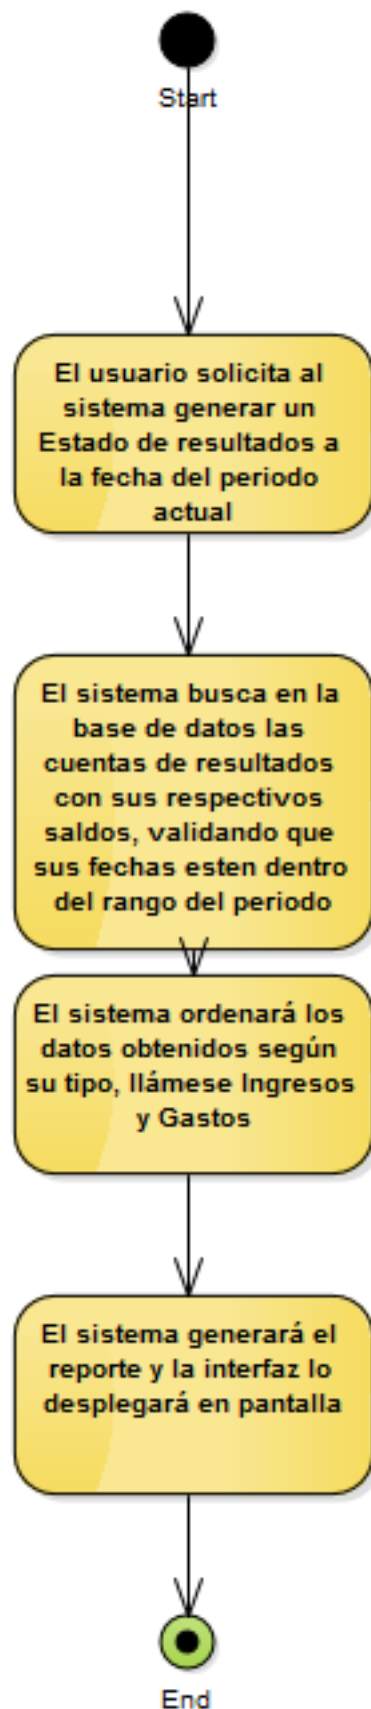 Start
El usuario solicita al
sistema generar un
Estado de resultados a
la fecha del periodo
actual
El sistema busca en la
base de datos las
cuentas de resultados
con sus respectivos
saldos, validando que
sus fechas esten dentro
del rango del periodo
El sistema ordenará los
datos obtenidos según
su tipo, llámese Ingresos
y Gastos
El sistema generará el
reporte y la interfaz lo
desplegará en pantalla
End